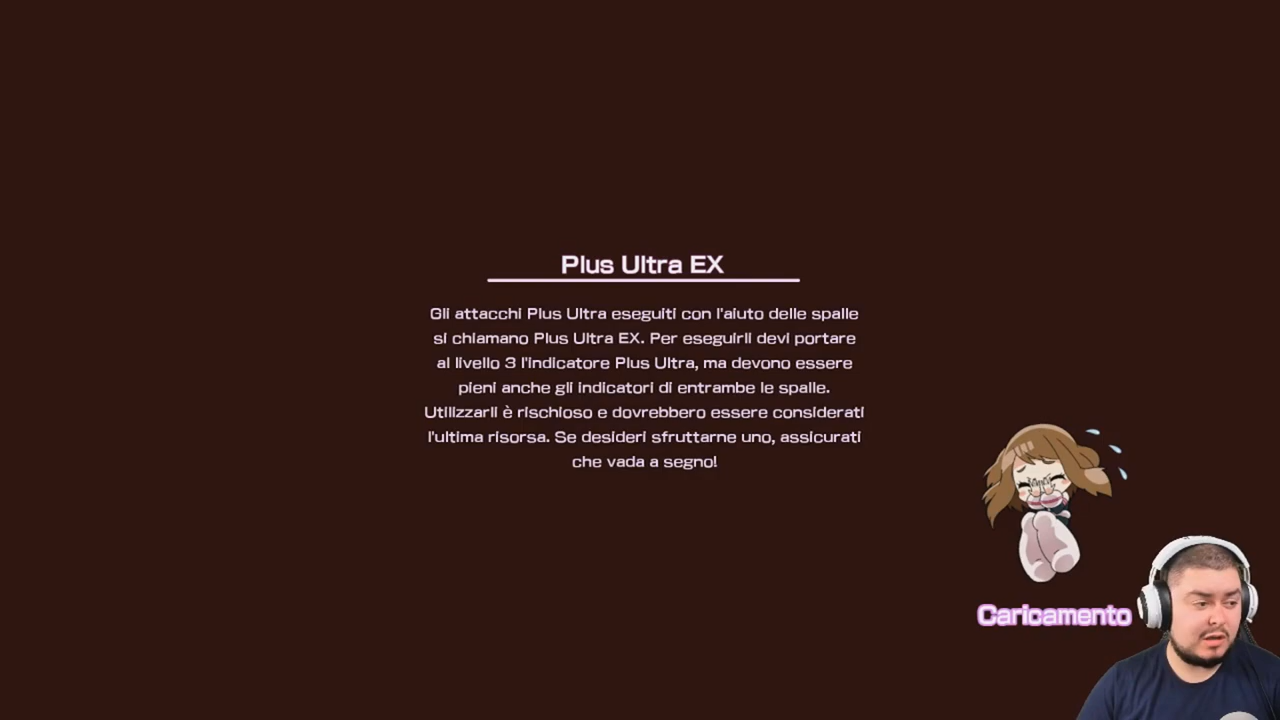 Plus Ultra EX
Gli attacchi Plus Ultra eseguiti con l'aiuto delle spalle
si chiamano Plus Ultra EX. Per eseguirli devi portare
al livello 3 l'indicatore Plus Ultra, ma devono essere
pieni anche gli indicatori di entrambe le spalle.
Utilizzarli è rischioso e dovrebbero essere considerati
l'ultima risorsa. Se desideri sfruttarne uno, assicurati
che vada a segno!
Caricamento